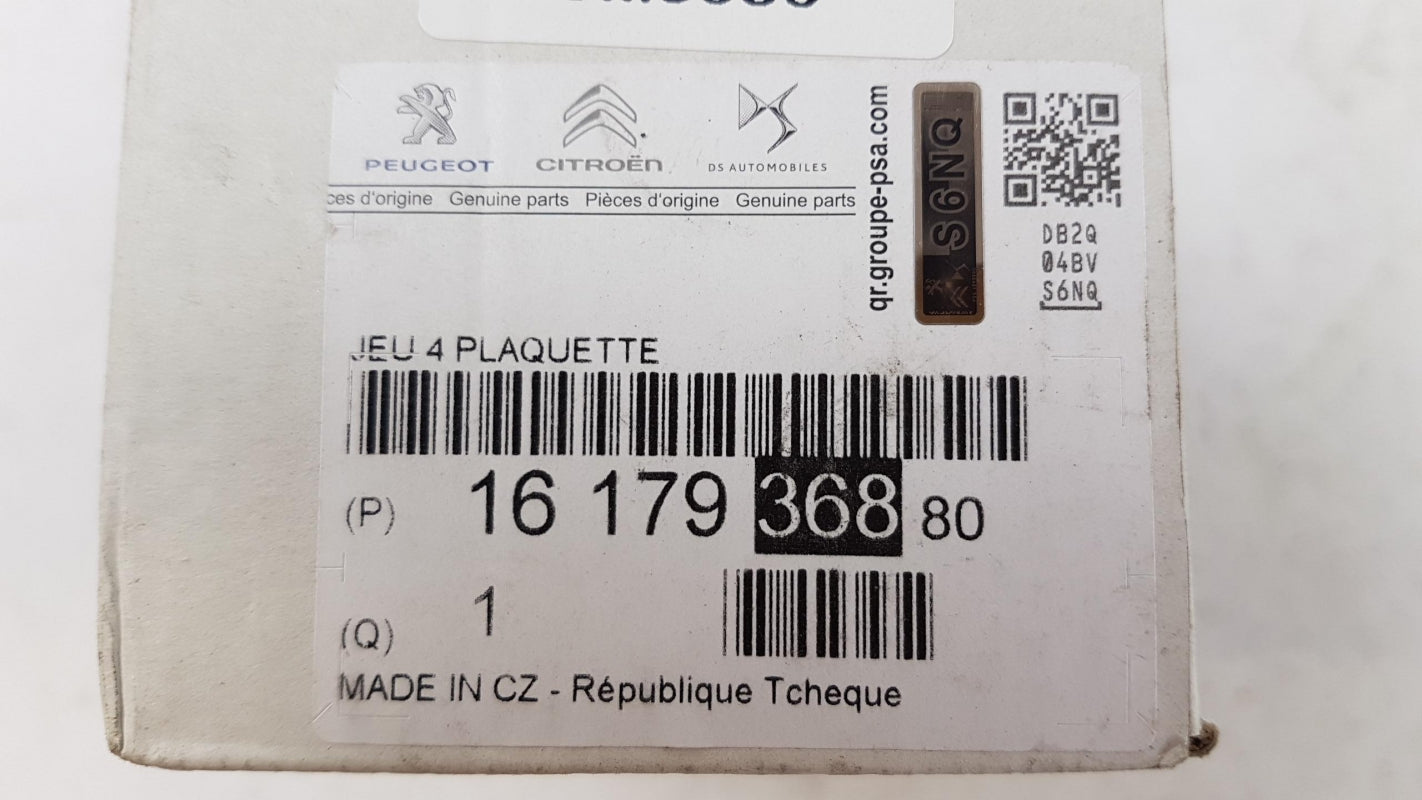 PEUGEOT CITROËN DS AUTOMOBILES
ces d'origine Genuine parts Pièces d'origine Genuine parts
qr.groupe-psa.com
S6NQ
DB2Q
04BV
S6NQ
JEU 4 PLAQUETTE
(P) 16 179 368 80
(Q) 1
MADE IN CZ - République Tcheque